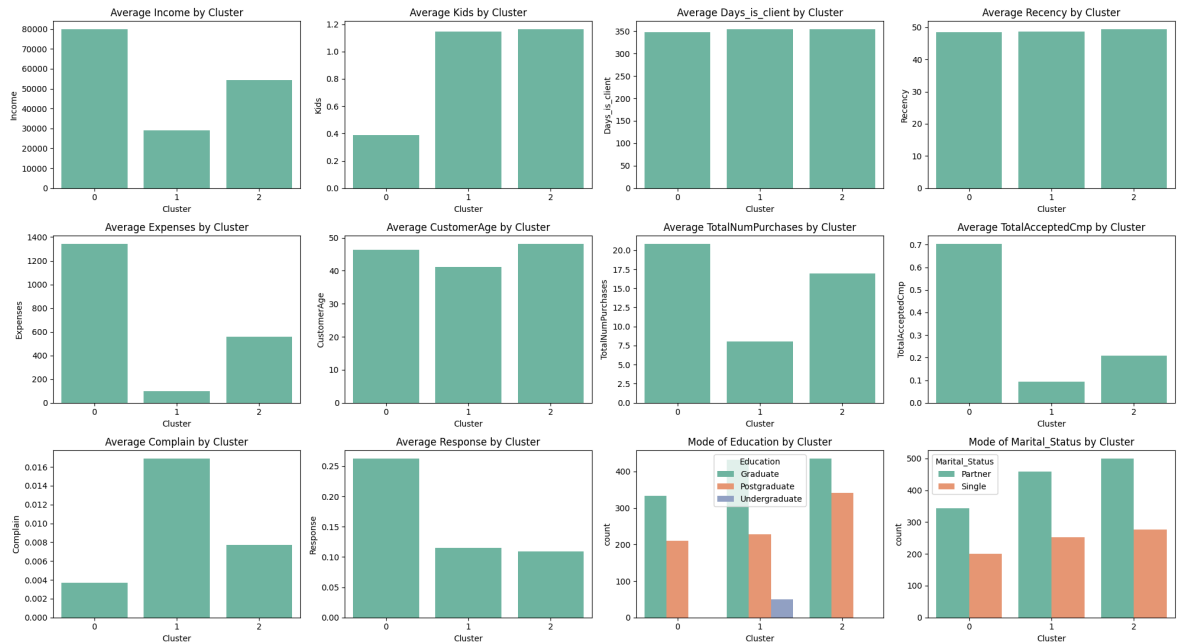 Average Income by Cluster
80000
70000
60000
50000
40000
30000
20000
10000
0
Income
0 1 2
Cluster
Average Kids by Cluster
1.2
1.0
0.8
0.6
0.4
0.2
0.0
Kids
0 1 2
Cluster
Average Days_is_client by Cluster
350
300
250
200
150
100
50
0
Days_is_client
0 1 2
Cluster
Average Recency by Cluster
50
40
30
20
10
0
Recency
0 1 2
Cluster
Average Expenses by Cluster
1400
1200
1000
800
600
400
200
0
Expenses
0 1 2
Cluster
Average CustomerAge by Cluster
50
40
30
20
10
0
CustomerAge
0 1 2
Cluster
Average TotalNumPurchases by Cluster
20.0
17.5
15.0
12.5
10.0
7.5
5.0
2.5
0.0
TotalNumPurchases
0 1 2
Cluster
Average TotalAcceptedCmp by Cluster
0.7
0.6
0.5
0.4
0.3
0.2
0.1
0.0
TotalAcceptedCmp
0 1 2
Cluster
Average Complain by Cluster
0.016
0.014
0.012
0.010
0.008
0.006
0.004
0.002
0.000
Complain
0 1 2
Cluster
Average Response by Cluster
0.25
0.20
0.15
0.10
0.05
0.00
Response
0 1 2
Cluster
Mode of Education by Cluster
Education
Graduate
Postgraduate
Undergraduate
400
300
200
100
0
count
0 1 2
Cluster
Mode of Marital_Status by Cluster
Marital_Status
Partner
Single
500
400
300
200
100
0
count
0 1 2
Cluster